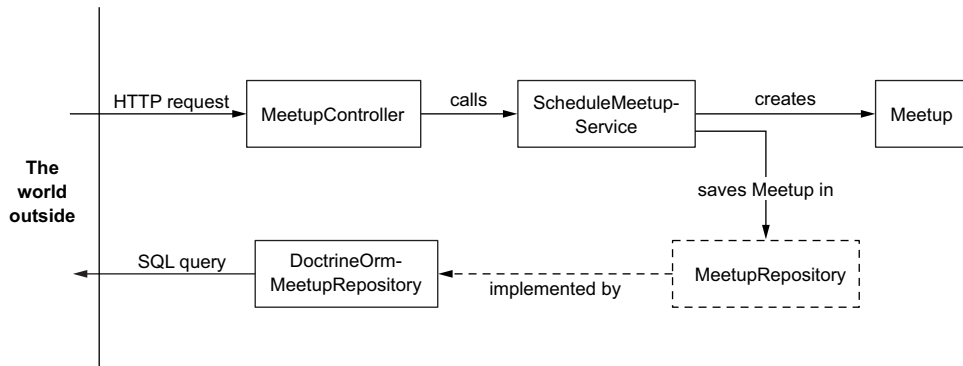 HTTP request
MeetupController
calls
ScheduleMeetup-
Service
creates
Meetup
The
world
outside
saves Meetup in
SQL query
DoctrineOrm-
MeetupRepository
implemented by
MeetupRepository